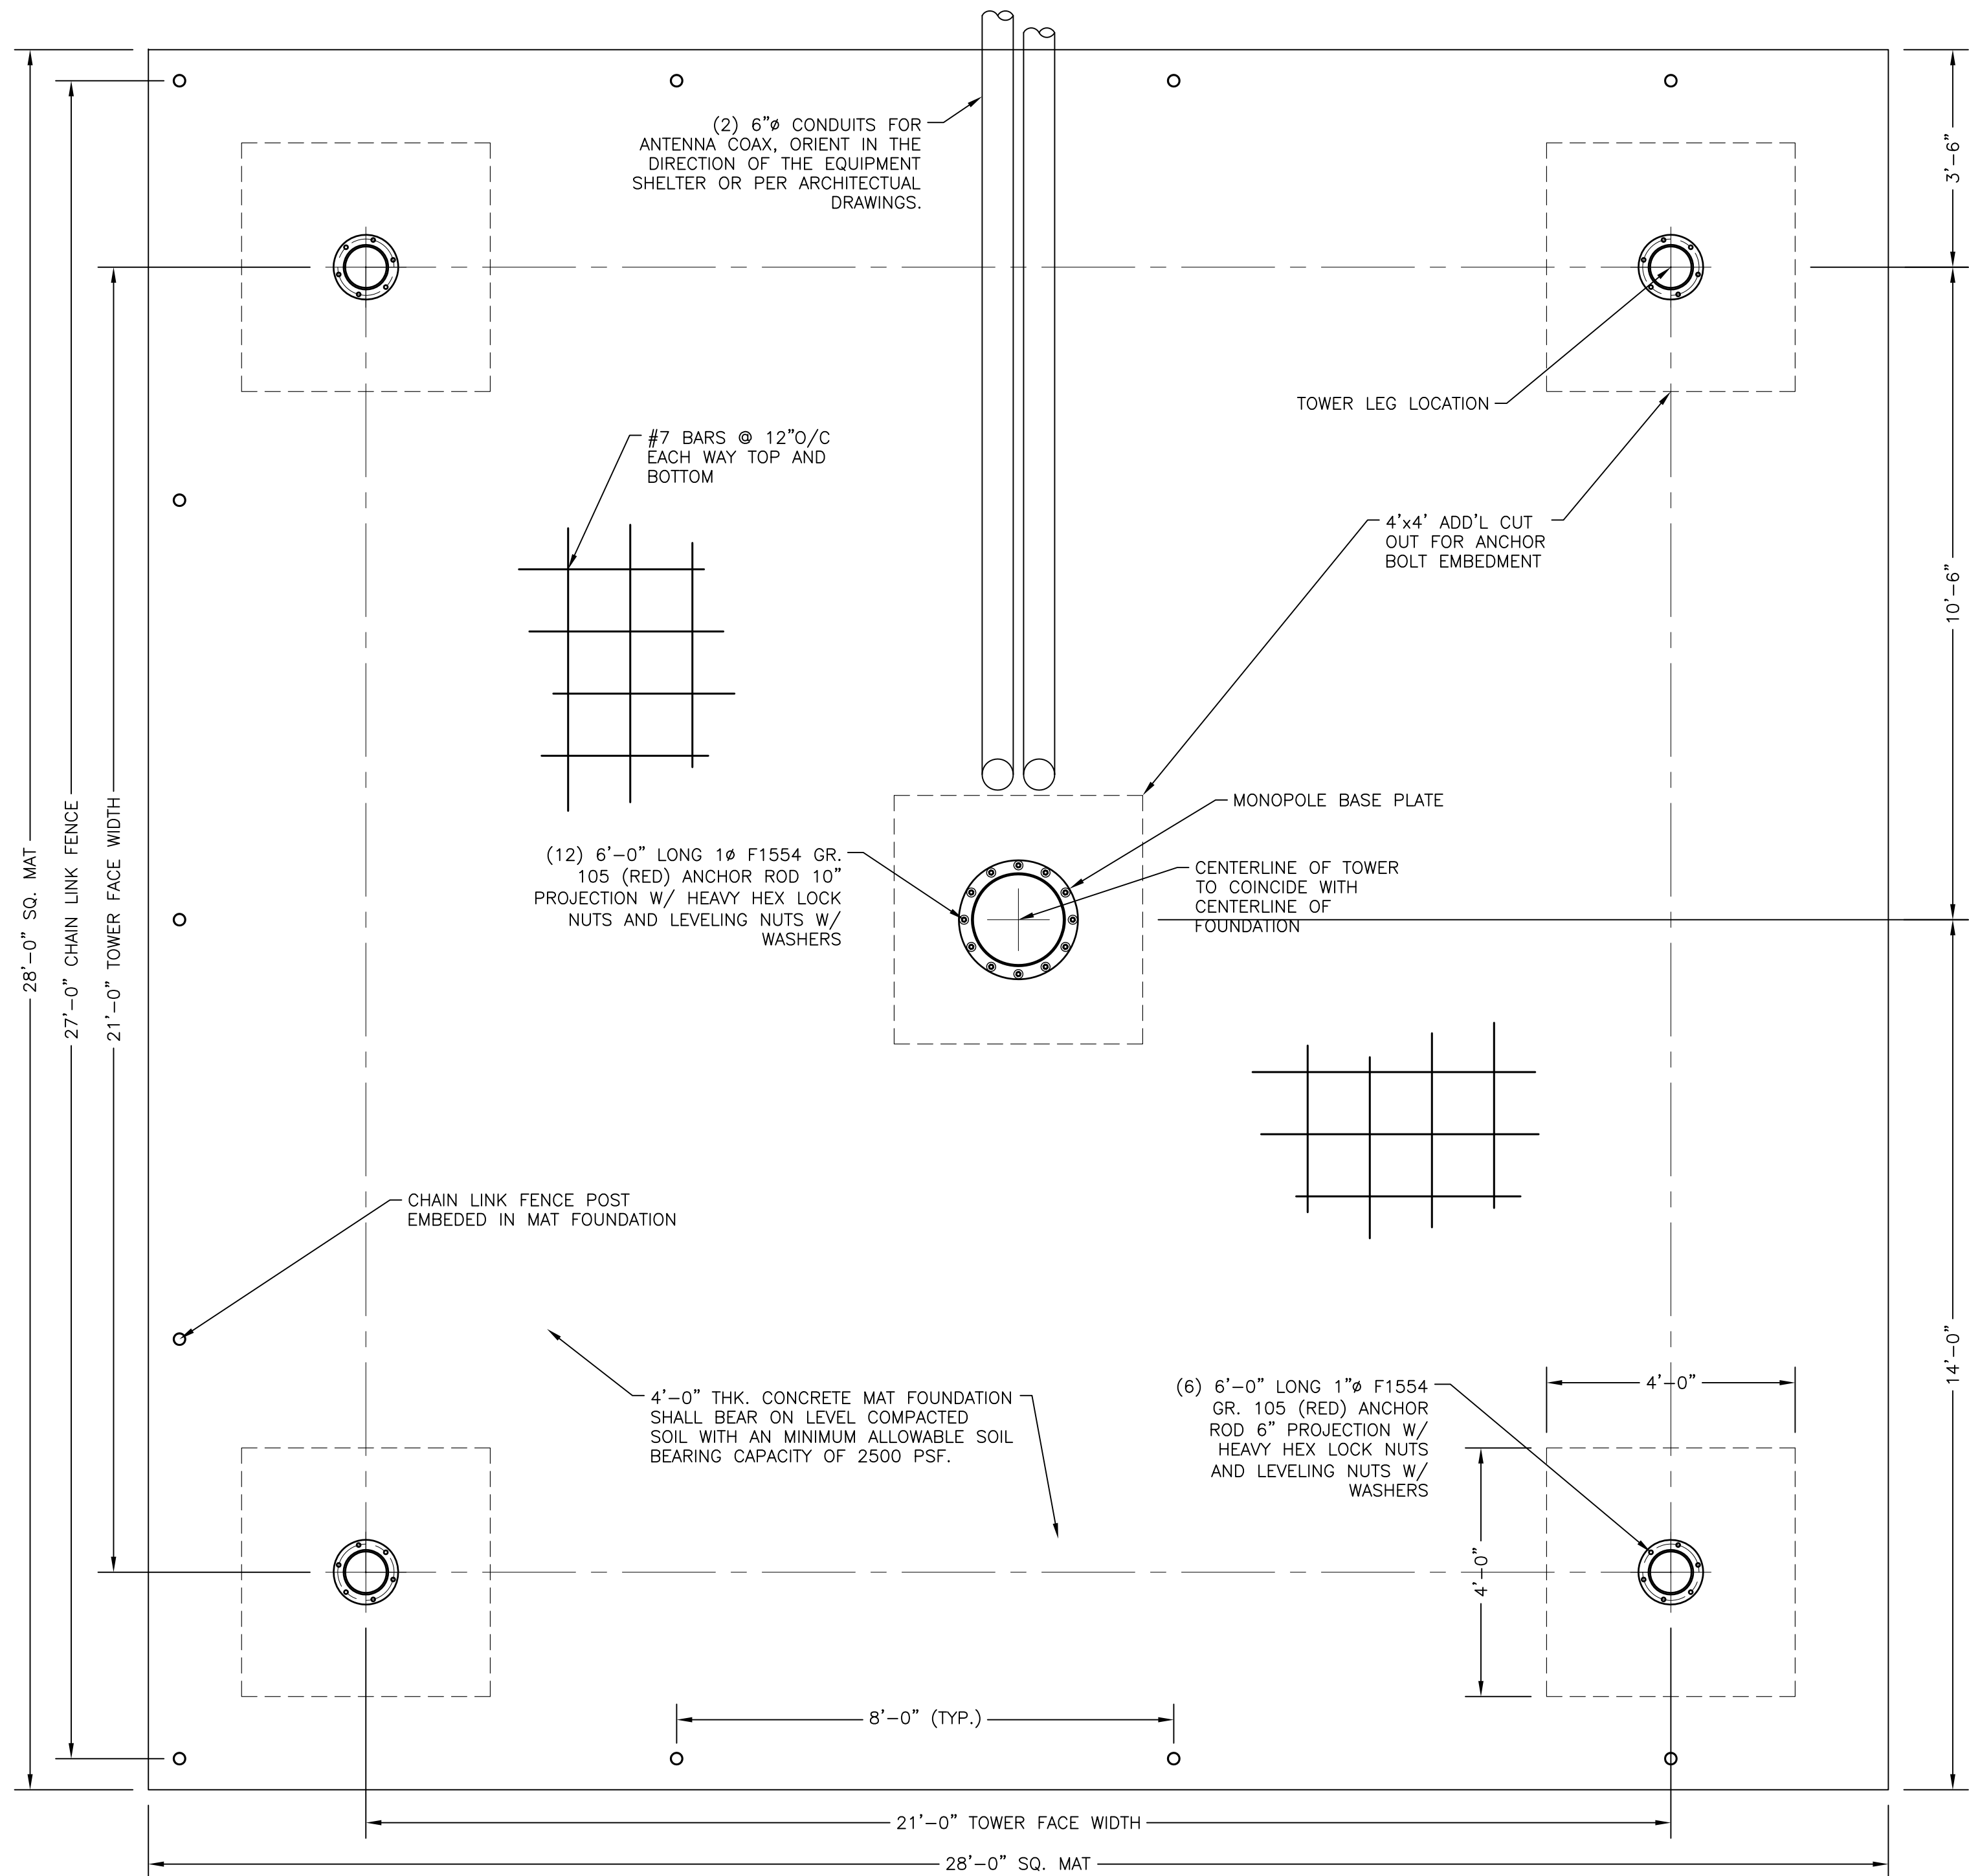 (2) 6"ø CONDUITS FOR
ANTENNA COAX, ORIENT IN THE
DIRECTION OF THE EQUIPMENT
SHELTER OR PER ARCHITECTUAL
DRAWINGS.
3'-6"
TOWER LEG LOCATION
#7 BARS @ 12"O/C
EACH WAY TOP AND
BOTTOM
4'x4' ADD'L CUT
OUT FOR ANCHOR
BOLT EMBEDMENT
10'-6"
MONOPOLE BASE PLATE
(12) 6'-0" LONG 1ø F1554 GR.
105 (RED) ANCHOR ROD 10"
PROJECTION W/ HEAVY HEX LOCK
NUTS AND LEVELING NUTS W/
WASHERS
CENTERLINE OF TOWER
TO COINCIDE WITH
CENTERLINE OF
FOUNDATION
28'-0" SQ. MAT
27'-0" CHAIN LINK FENCE
21'-0" TOWER FACE WIDTH
CHAIN LINK FENCE POST
EMBEDED IN MAT FOUNDATION
14'-0"
4'-0" THK. CONCRETE MAT FOUNDATION
SHALL BEAR ON LEVEL COMPACTED
SOIL WITH AN MINIMUM ALLOWABLE SOIL
BEARING CAPACITY OF 2500 PSF.
(6) 6'-0" LONG 1"ø F1554
GR. 105 (RED) ANCHOR
ROD 6" PROJECTION W/
HEAVY HEX LOCK NUTS
AND LEVELING NUTS W/
WASHERS
4'-0"
4'-0"
8'-0" (TYP.)
21'-0" TOWER FACE WIDTH
28'-0" SQ. MAT